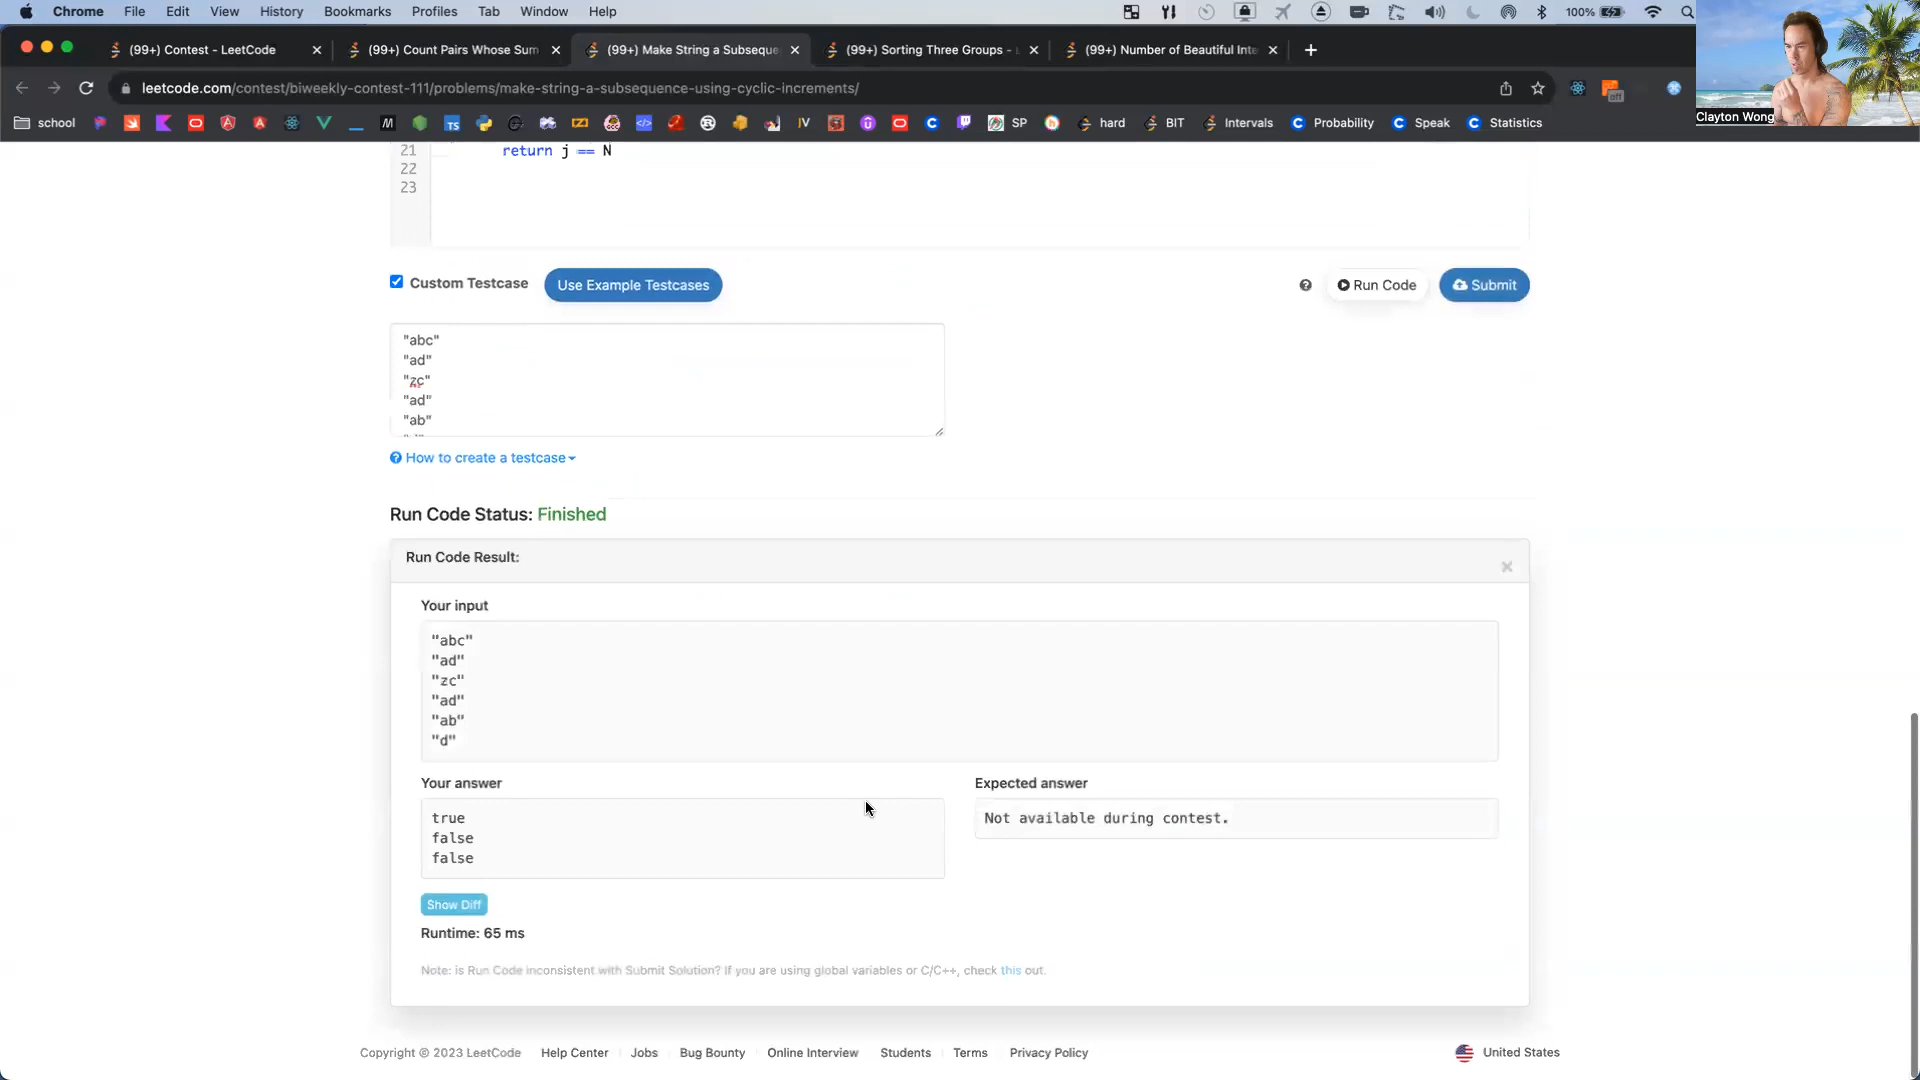 Chrome File Edit View History Bookmarks Profiles Tab Window Help 100%
(99+) Contest - LeetCode
(99+) Count Pairs Whose Sum
(99+) Make String a Subseque
(99+) Sorting Three Groups -
(99+) Number of Beautiful Inte
leetcode.com/contest/biweekly-contest-111/problems/make-string-a-subsequence-using-cyclic-increments/
off
Clayton Wong
school
TS
IV
SP
hard
BIT
Intervals
Probability
Speak
Statistics
21 return j == N
22
23
Custom Testcase
Use Example Testcases
Run Code
Submit
"abc"
"ad"
"zc"
"ad"
"ab"
How to create a testcase
Run Code Status: Finished
Run Code Result:
Your input
"abc"
"ad"
"zc"
"ad"
"ab"
"d"
Your answer
Expected answer
true
false
false
Not available during contest.
Show Diff
Runtime: 65 ms
Note: is Run Code inconsistent with Submit Solution? If you are using global variables or C/C++, check this out.
Copyright © 2023 LeetCode Help Center Jobs Bug Bounty Online Interview Students Terms Privacy Policy United States